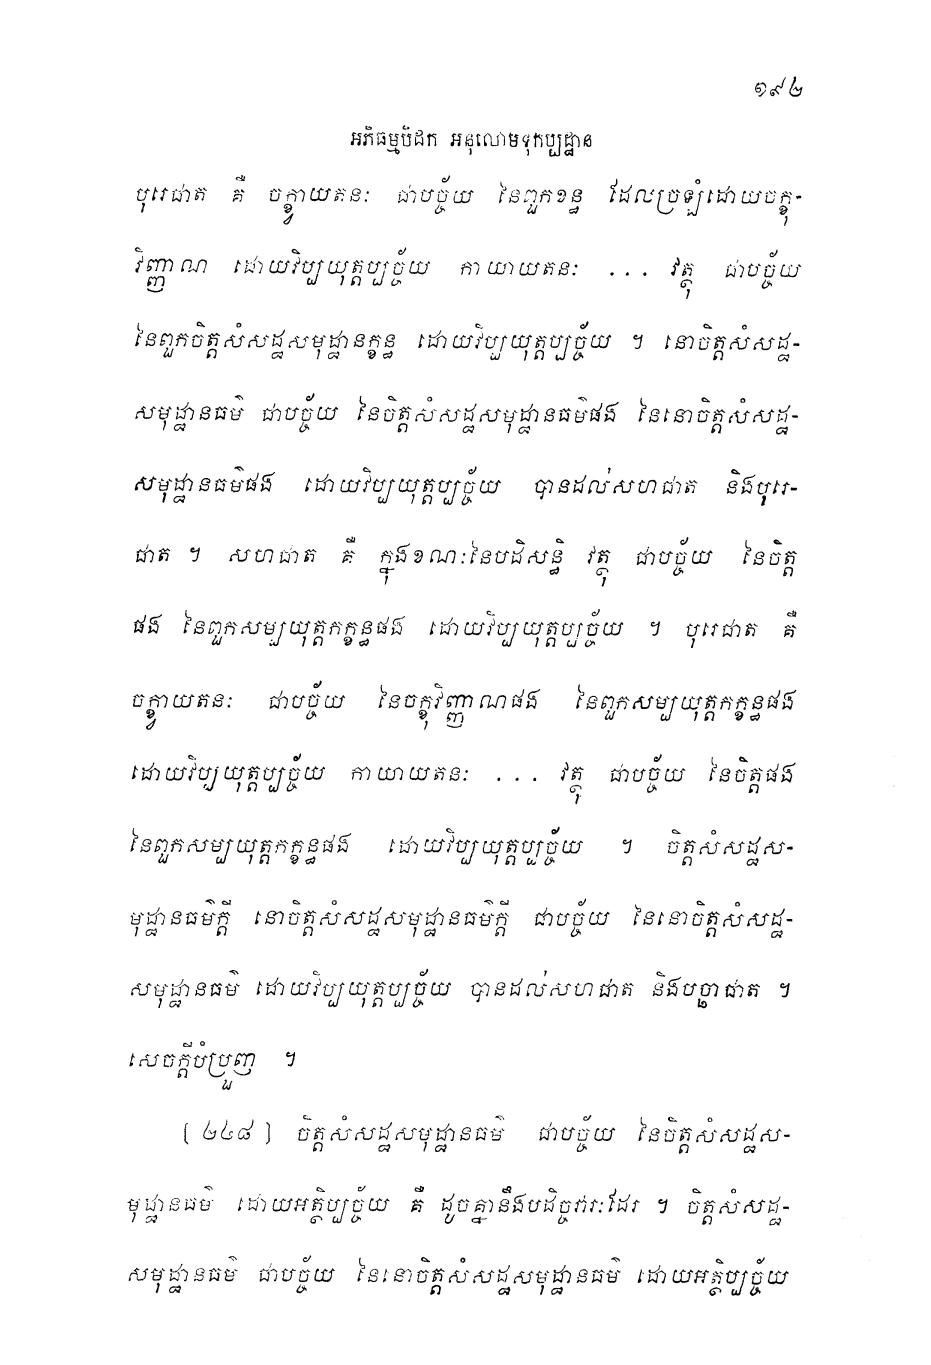 ១៩២
អភិធម្មបិដក អនុលោមទុកប្បដ្ឋាន
បុរេជាត គឺ ចក្ខ្វាយតនៈ ជាបច្ច័យ នៃពួកខន្ធ ដែលច្រឡំដោយចក្ខុ-
វិញ្ញាណ ដោយវិប្បយុត្តប្បច្ច័យ កាយាយតនៈ ... វត្ថុ ជាបច្ច័យ
នៃពួកចិត្តសំសដ្ឋសមុដ្ឋានក្ខន្ធ ដោយវិប្បយុត្តប្បច្ច័យ ។ នោចិត្តសំសដ្ឋ-
សមុដ្ឋានធម៌ ជាបច្ច័យ នៃចិត្តសំសដ្ឋសមុដ្ឋានធម៌ផង នៃនោចិត្តសំសដ្ឋ-
សមុដ្ឋានធម៌ផង ដោយវិប្បយុត្តប្បច្ច័យ បានដល់សហជាត និងបុរេ-
ជាត ។ សហជាត គឺ ក្នុងខណៈនៃបដិសន្ធិ វត្ថុ ជាបច្ច័យ នៃចិត្ត
ផង នៃពួកសម្បយុត្តកក្ខន្ធផង ដោយវិប្បយុត្តប្បច្ច័យ ។ បុរេជាត គឺ
ចក្ខ្វាយតនៈ ជាបច្ច័យ នៃចក្ខុវិញ្ញាណផង នៃពួកសម្បយុត្តកក្ខន្ធផង
ដោយវិប្បយុត្តប្បច្ច័យ កាយាយតនៈ ... វត្ថុ ជាបច្ច័យ នៃចិត្តផង
នៃពួកសម្បយុត្តកក្ខន្ធផង ដោយវិប្បយុត្តប្បច្ច័យ ។ ចិត្តសំសដ្ឋស-
មុដ្ឋានធម៌ក្តី នោចិត្តសំសដ្ឋសមុដ្ឋានធម៌ក្តី ជាបច្ច័យ នៃនោចិត្តសំសដ្ឋ-
សមុដ្ឋានធម៌ ដោយវិប្បយុត្តប្បច្ច័យ បានដល់សហជាត និងបច្ឆាជាត ។
សេចក្តីបំប្រួញ ។
[ ២៤៨ ] ចិត្តសំសដ្ឋសមុដ្ឋានធម៌ ជាបច្ច័យ នៃចិត្តសំសដ្ឋស-
មុដ្ឋានធម៌ ដោយអត្ថិប្បច្ច័យ គឺ ដូចគ្នានឹងបដិច្ចវារៈដែរ ។ ចិត្តសំសដ្ឋ-
សមុដ្ឋានធម៌ ជាបច្ច័យ នៃនោចិត្តសំសដ្ឋសមុដ្ឋានធម៌ ដោយអត្ថិប្បច្ច័យ